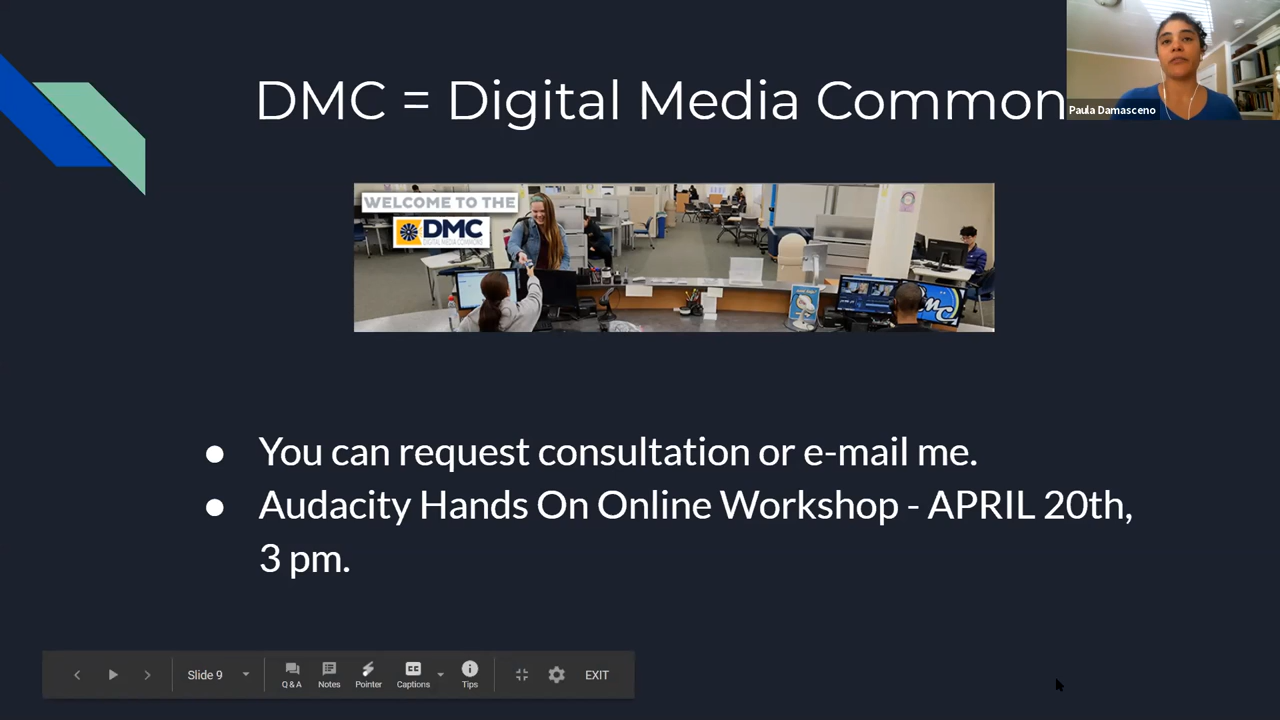 DMC = Digital Media Common
Paula Damasceno
WELCOME TO THE
DMC
DIGITAL MEDIA COMMONS
● You can request consultation or e-mail me.
● Audacity Hands On Online Workshop - APRIL 20th,
3 pm.
Slide 9
Q & A
Notes
Pointer
CC
Captions
Tips
EXIT